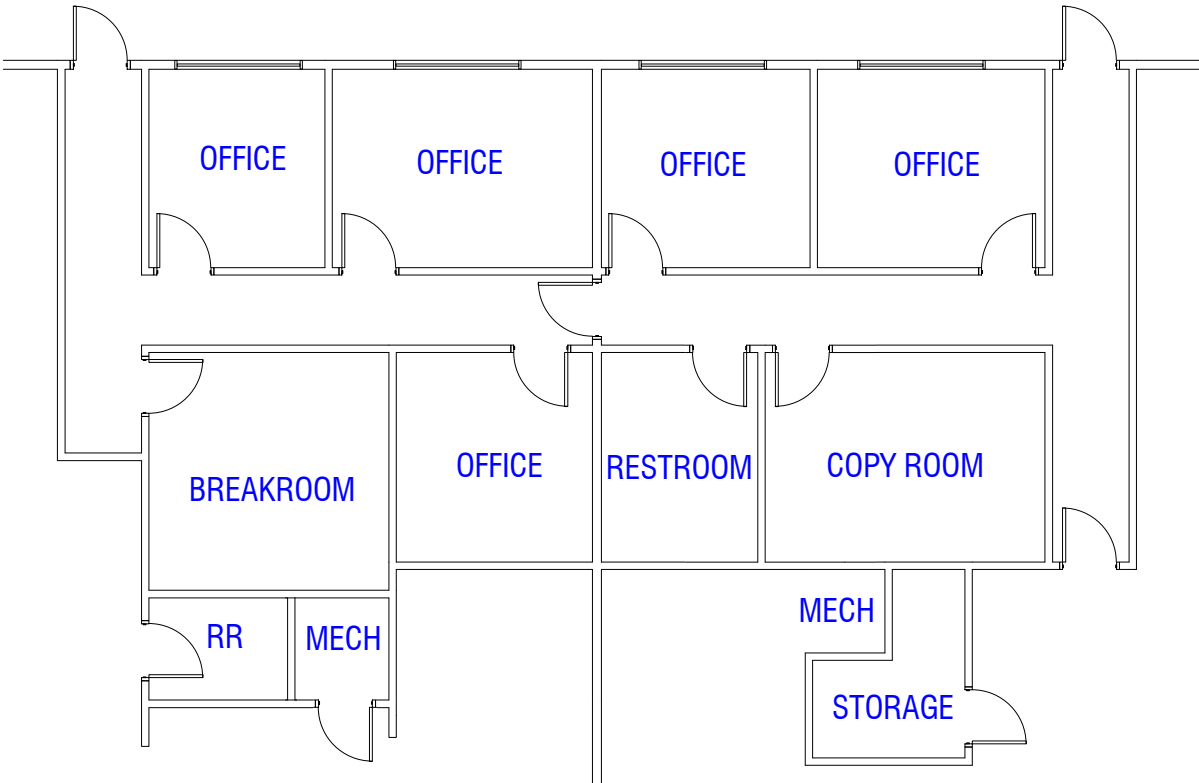 OFFICE
OFFICE
OFFICE
OFFICE
BREAKROOM
OFFICE
RESTROOM
COPY ROOM
RR
MECH
MECH
STORAGE